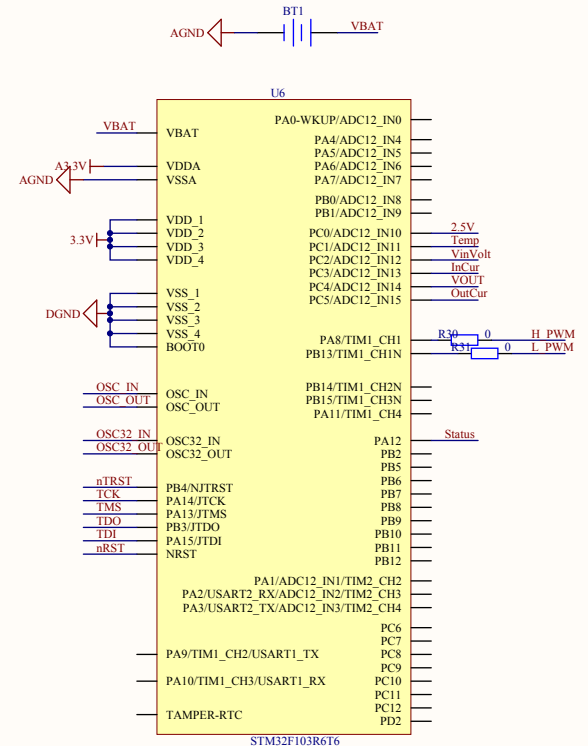 BT1
AGND
VBAT
U6
VBAT VBAT
A3.3V VDDA
AGND VSSA
VDD_1
3.3V VDD_2
VDD_3
VDD_4
VSS_1
DGND VSS_2
VSS_3
VSS_4
BOOT0
OSC_IN OSC_IN
OSC_OUT OSC_OUT
OSC32_IN OSC32_IN
OSC32_OUT OSC32_OUT
nTRST PB4/NJTRST
TCK PA14/JTCK
TMS PA13/JTMS
TDO PB3/JTDO
TDI PA15/JTDI
nRST NRST
PA9/TIM1_CH2/USART1_TX
PA10/TIM1_CH3/USART1_RX
TAMPER-RTC
PA0-WKUP/ADC12_IN0
PA4/ADC12_IN4
PA5/ADC12_IN5
PA6/ADC12_IN6
PA7/ADC12_IN7
PB0/ADC12_IN8
PB1/ADC12_IN9
PC0/ADC12_IN10 2.5V
PC1/ADC12_IN11 Temp
PC2/ADC12_IN12 VinVolt
PC3/ADC12_IN13 InCur
PC4/ADC12_IN14 VOUT
PC5/ADC12_IN15 OutCur
PA8/TIM1_CH1 R30 0 H_PWM
PB13/TIM1_CH1N R31 0 L_PWM
PB14/TIM1_CH2N
PB15/TIM1_CH3N
PA11/TIM1_CH4
PA12 Status
PB2
PB5
PB6
PB7
PB8
PB9
PB10
PB11
PB12
PA1/ADC12_IN1/TIM2_CH2
PA2/USART2_RX/ADC12_IN2/TIM2_CH3
PA3/USART2_TX/ADC12_IN3/TIM2_CH4
PC6
PC7
PC8
PC9
PC10
PC11
PC12
PD2
STM32F103R6T6